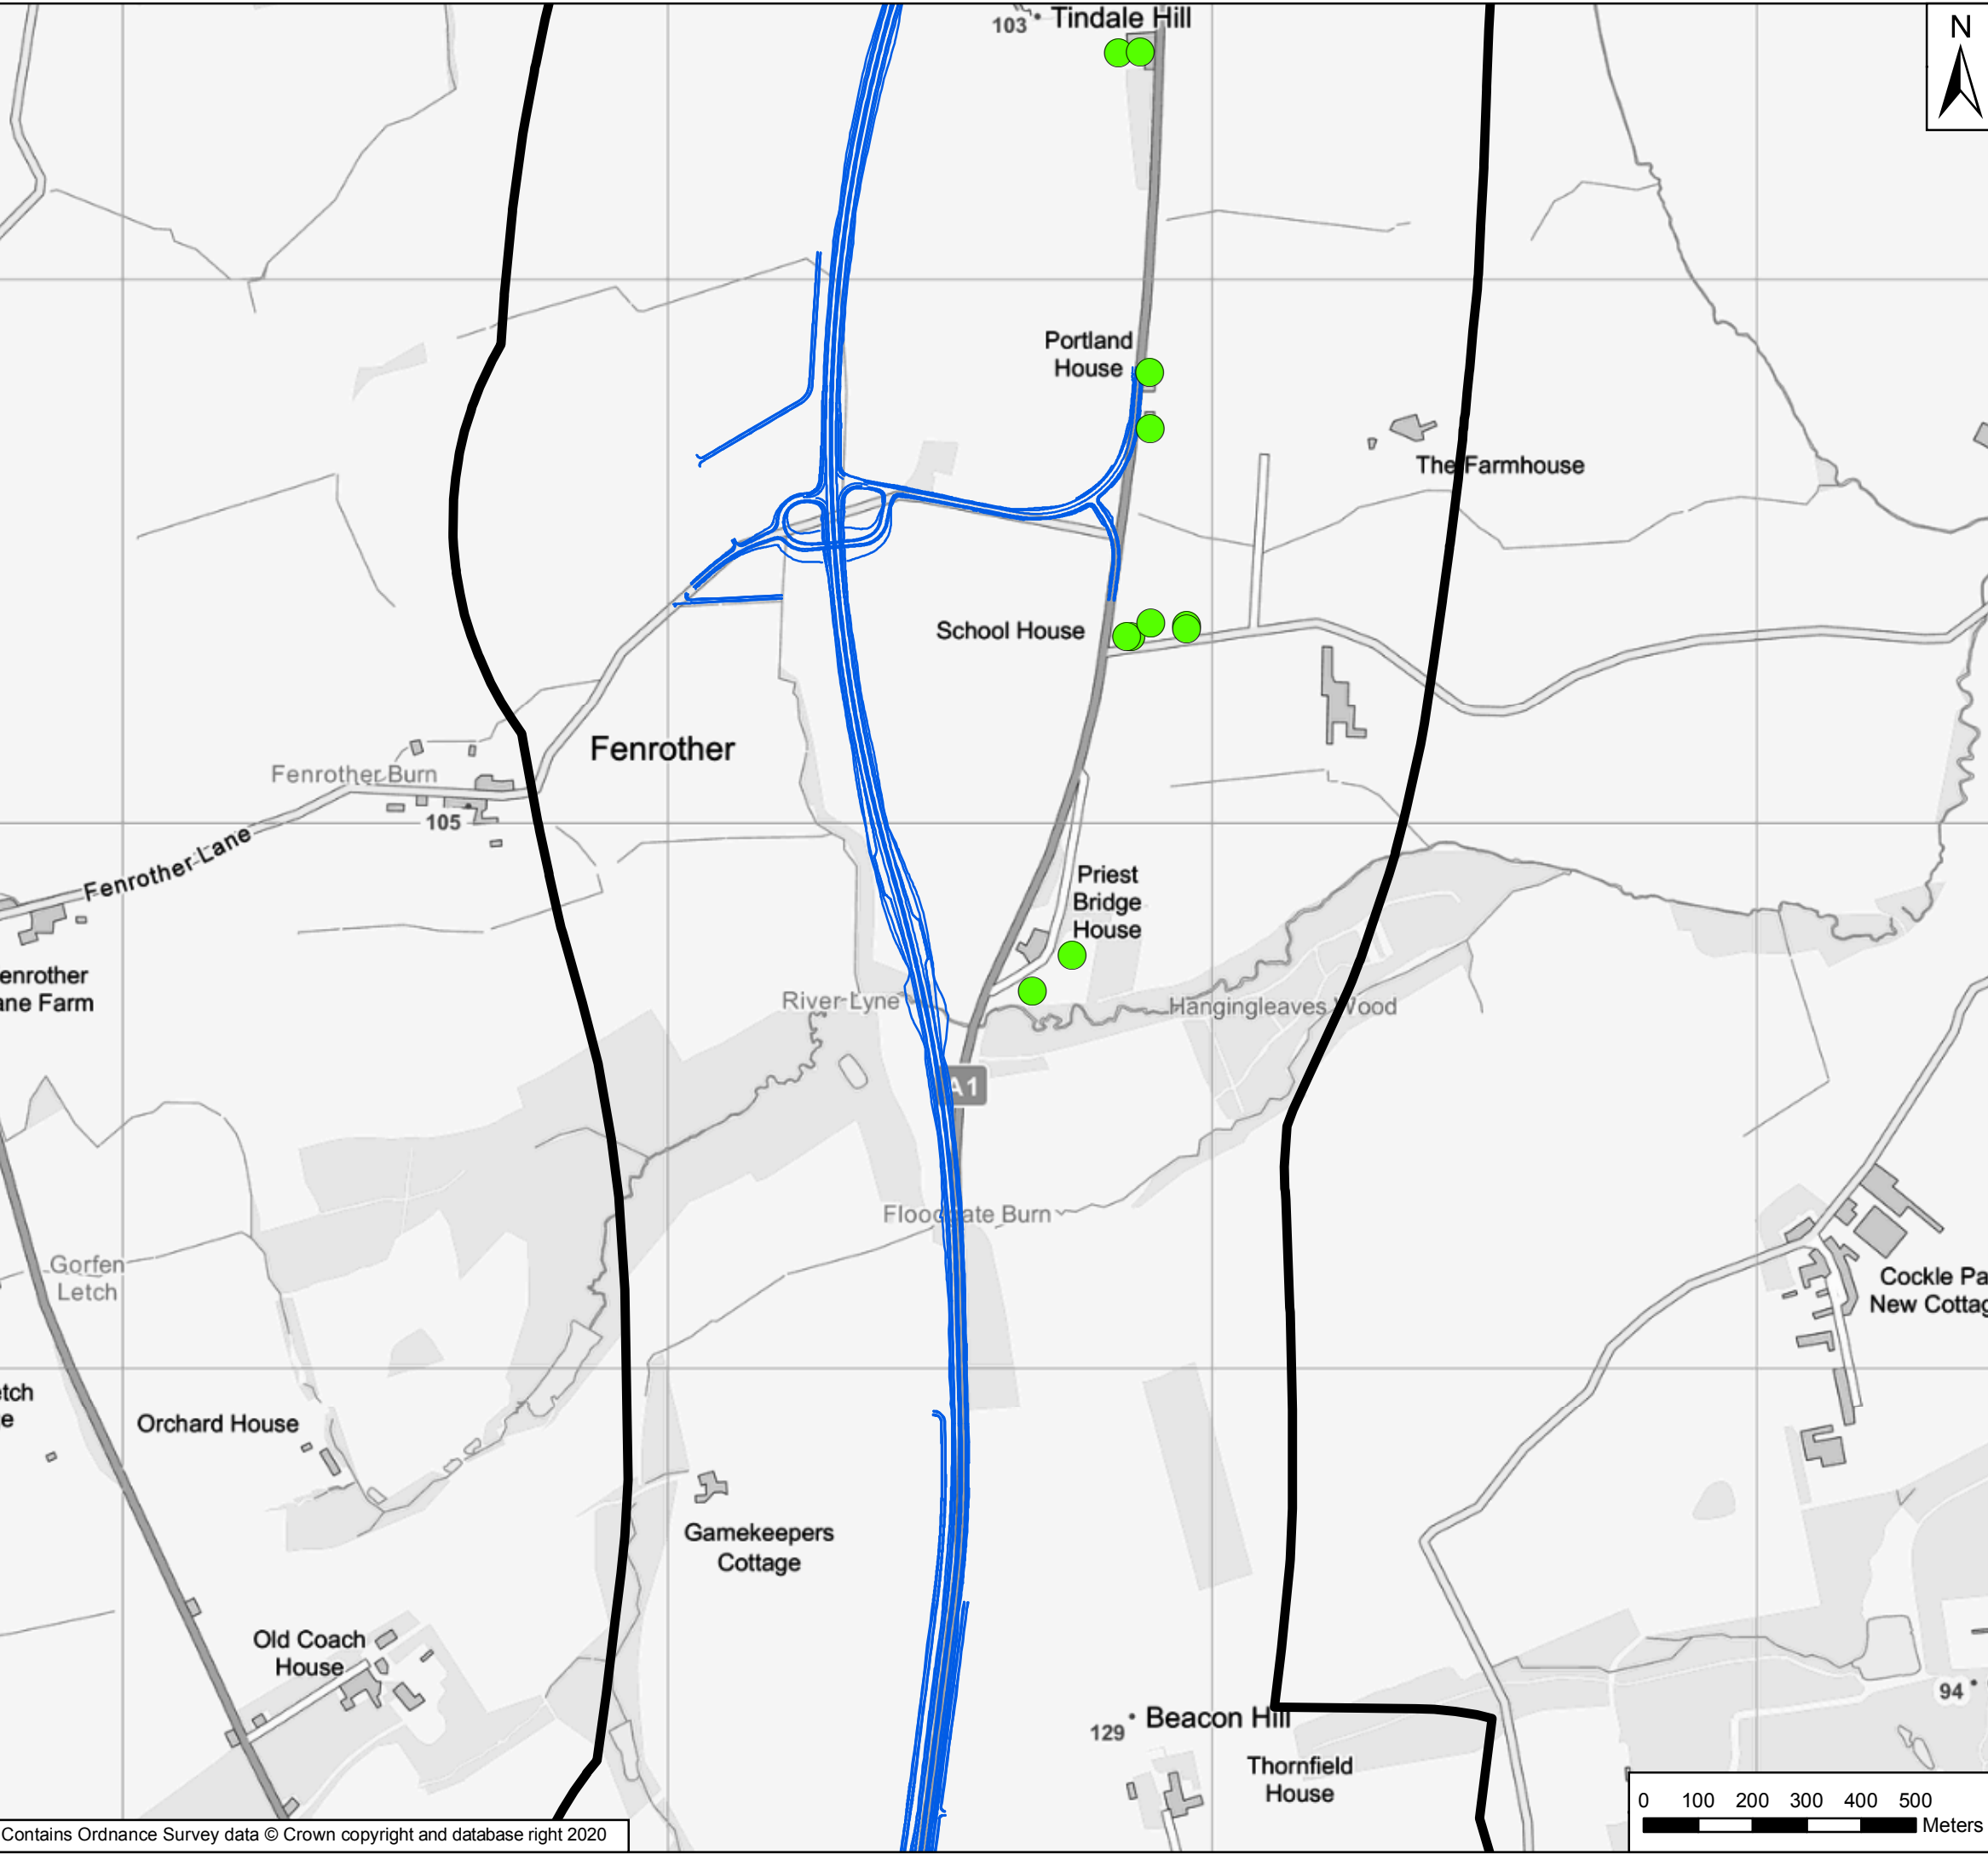 103
Tindale Hill
N
Portland
House
The Farmhouse
School House
Fenrother
Fenrother Burn
105
Fenrother Lane
Priest
Bridge
House
enrother
ane Farm
River Lyne
Hangingleaves Wood
A1
Floodgate Burn
Gorfen
Letch
Cockle Pa
New Cottag
etch
e
Orchard House
Gamekeepers
Cottage
Old Coach
House
94
129
Beacon Hill
Thornfield
House
0 100 200 300 400 500
Meters
Contains Ordnance Survey data © Crown copyright and database right 2020